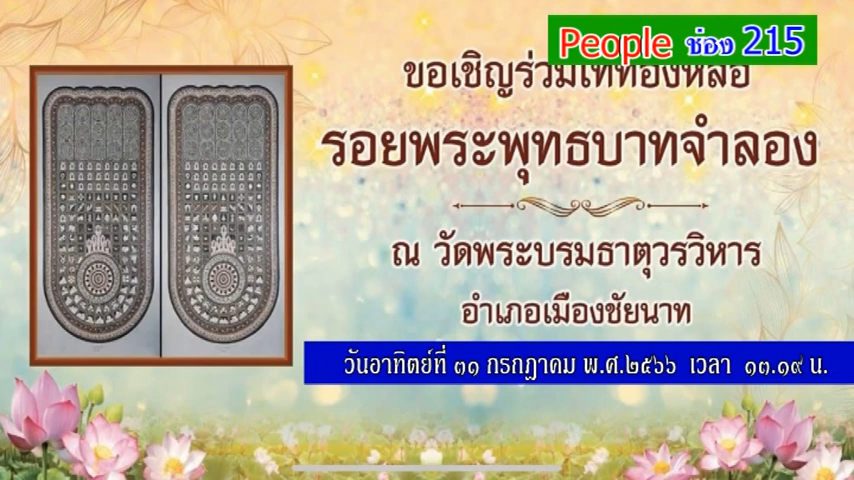 People ช่อง 215
ขอเชิญร่วมเททองหล่อ
รอยพระพุทธบาทจำลอง
ณ วัดพระบรมธาตุวรวิหาร
อำเภอเมืองชัยนาท
วันอาทิตย์ที่ ๓๑ กรกฎาคม พ.ศ.๒๕๖๖ เวลา ๑๓.๑๙ น.